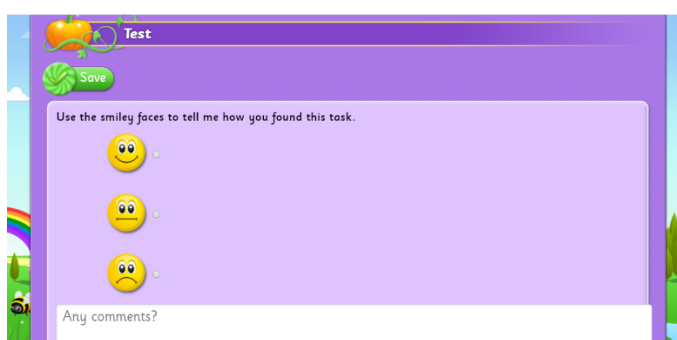 Test
Save
Use the smiley faces to tell me how you found this task.
Any comments?